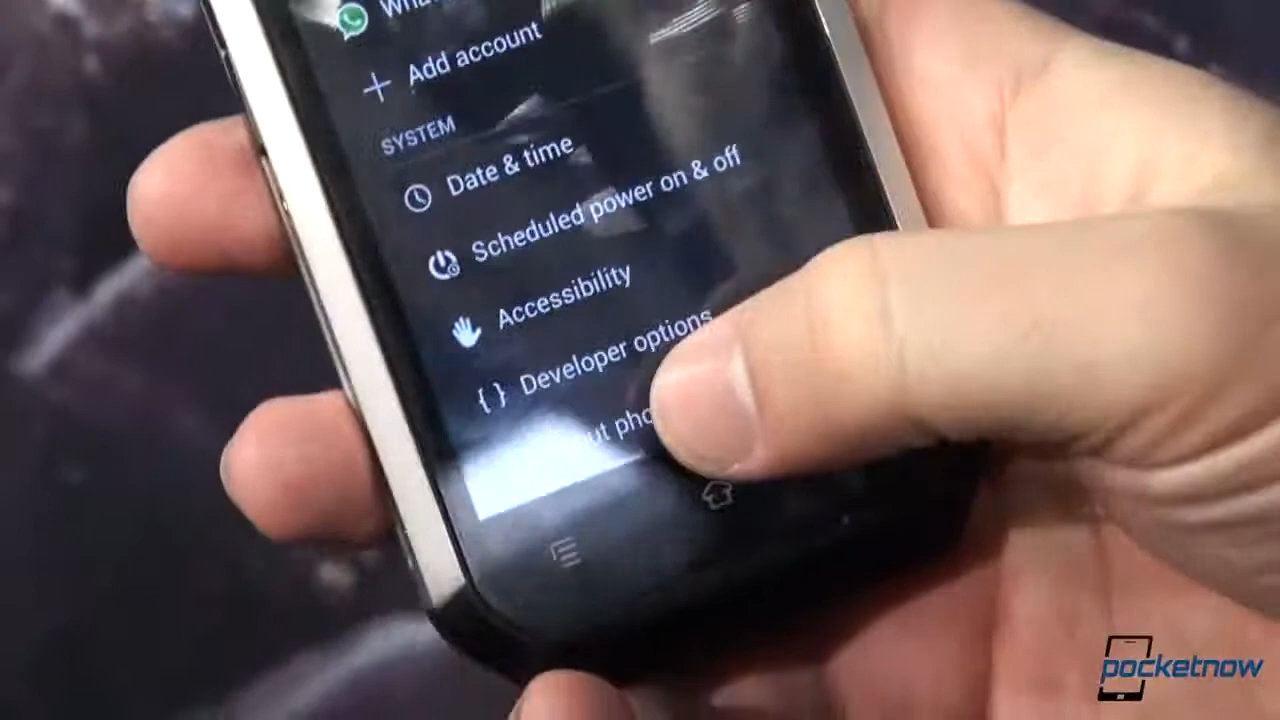 Add account
SYSTEM
Date & time
Scheduled power on & off
Accessibility
{ } Developer options
pocketnow